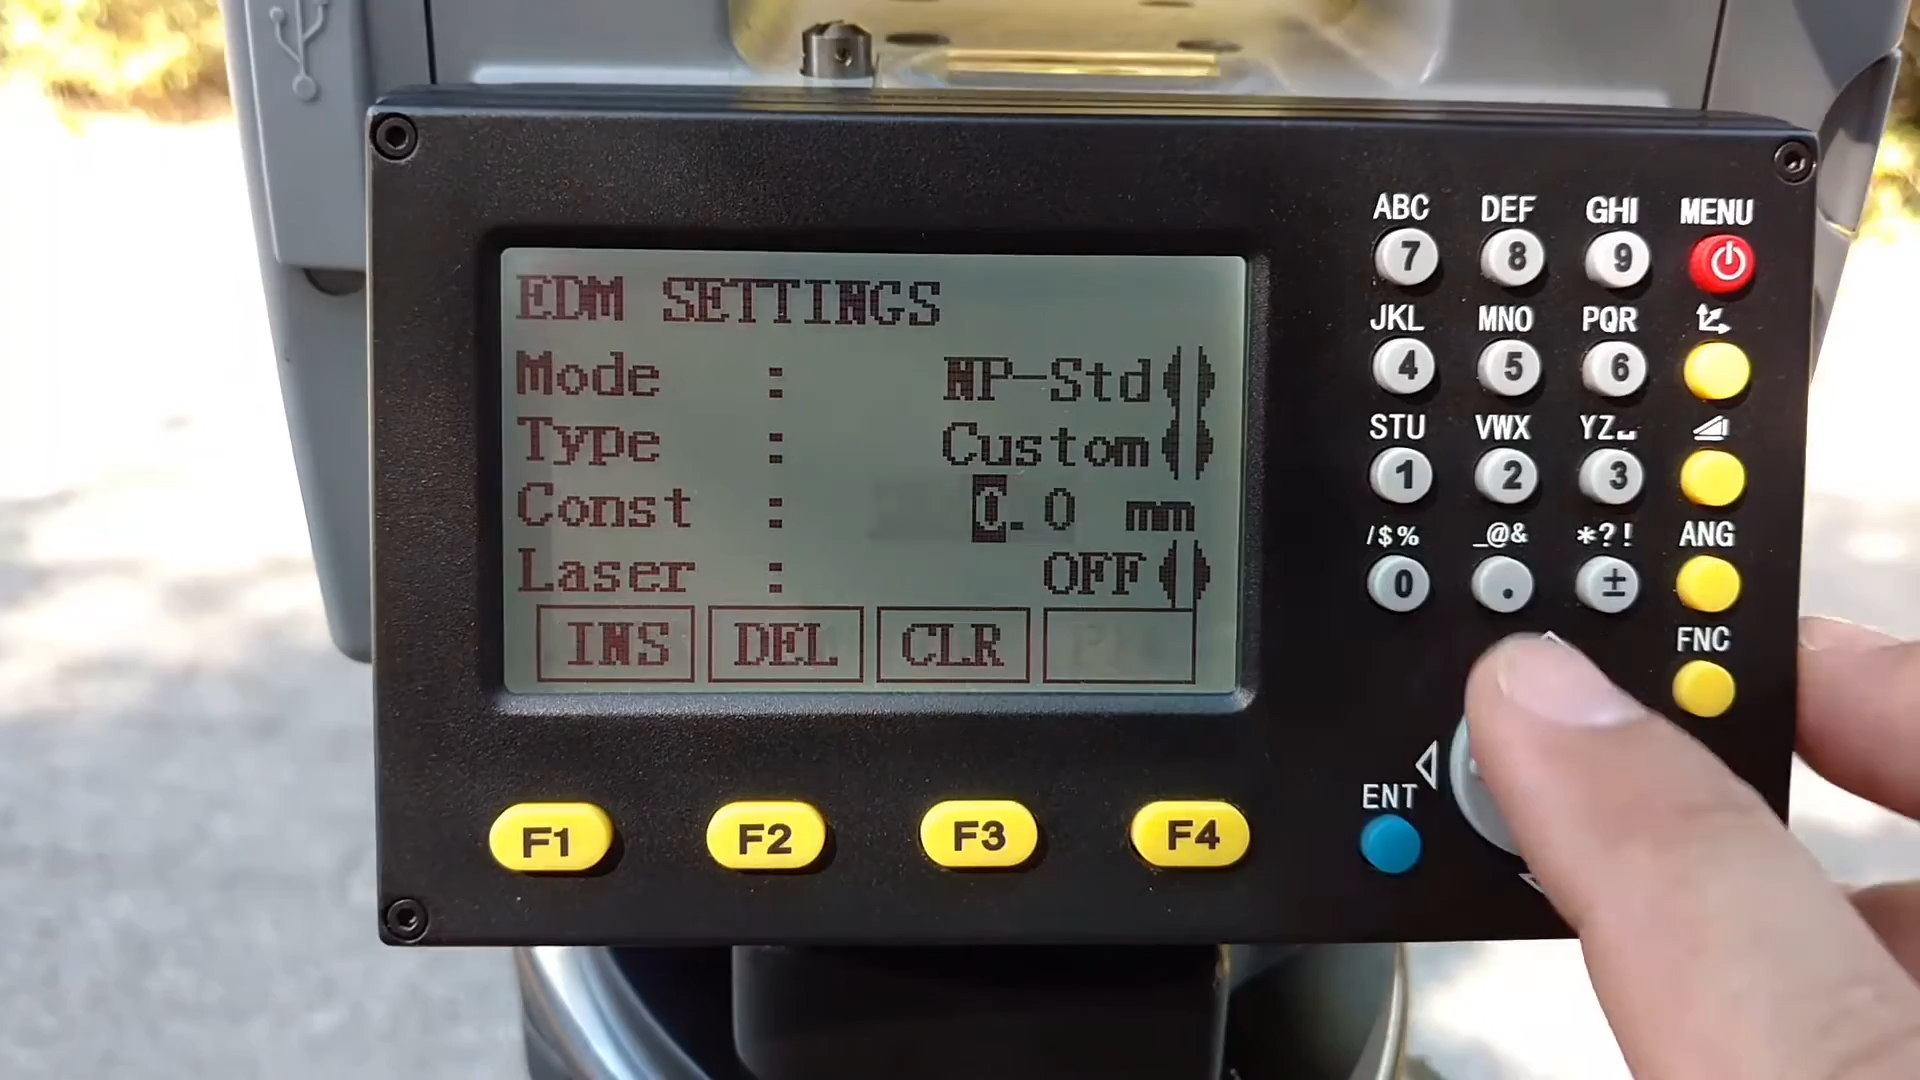 EDM SETTINGS
Mode : NP-Std
Type : Custom
Const : 0.0 mm
Laser : OFF
INS DEL CLR
F1 F2 F3 F4
ABC DEF GHI MENU
7 8 9
JKL MNO PQR
4 5 6
STU VWX YZ␣
1 2 3
/$% _@& *?! ANG
0 . ±
FNC
ENT